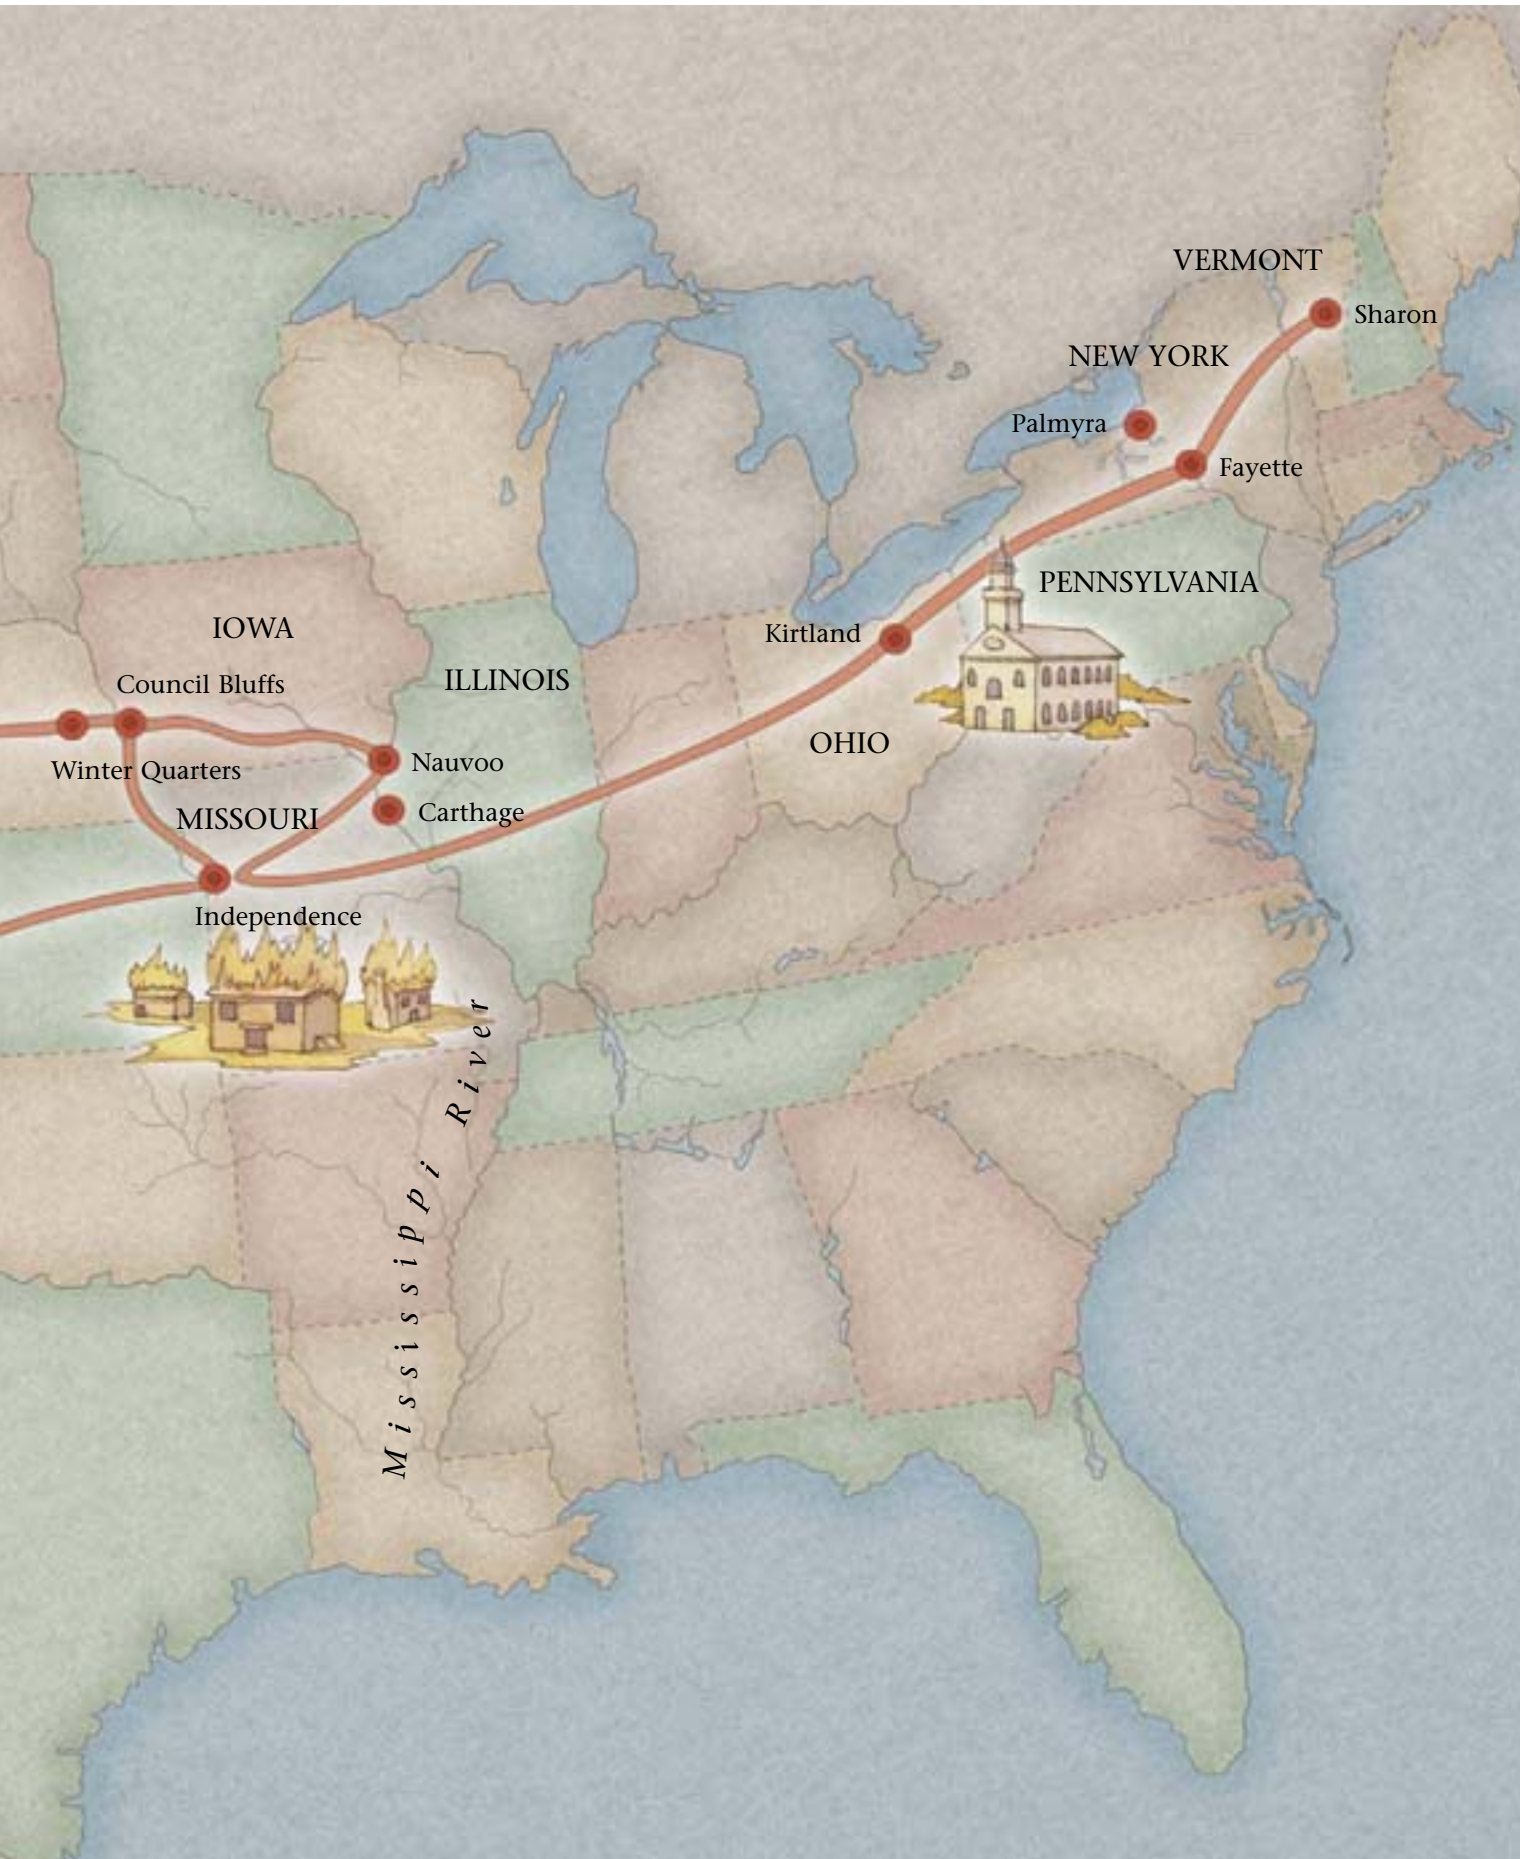 VERMONT
Sharon
NEW YORK
Palmyra
Fayette
PENNSYLVANIA
Kirtland
IOWA
ILLINOIS
Council Bluffs
OHIO
Nauvoo
Winter Quarters
Carthage
MISSOURI
Independence
Mississippi River